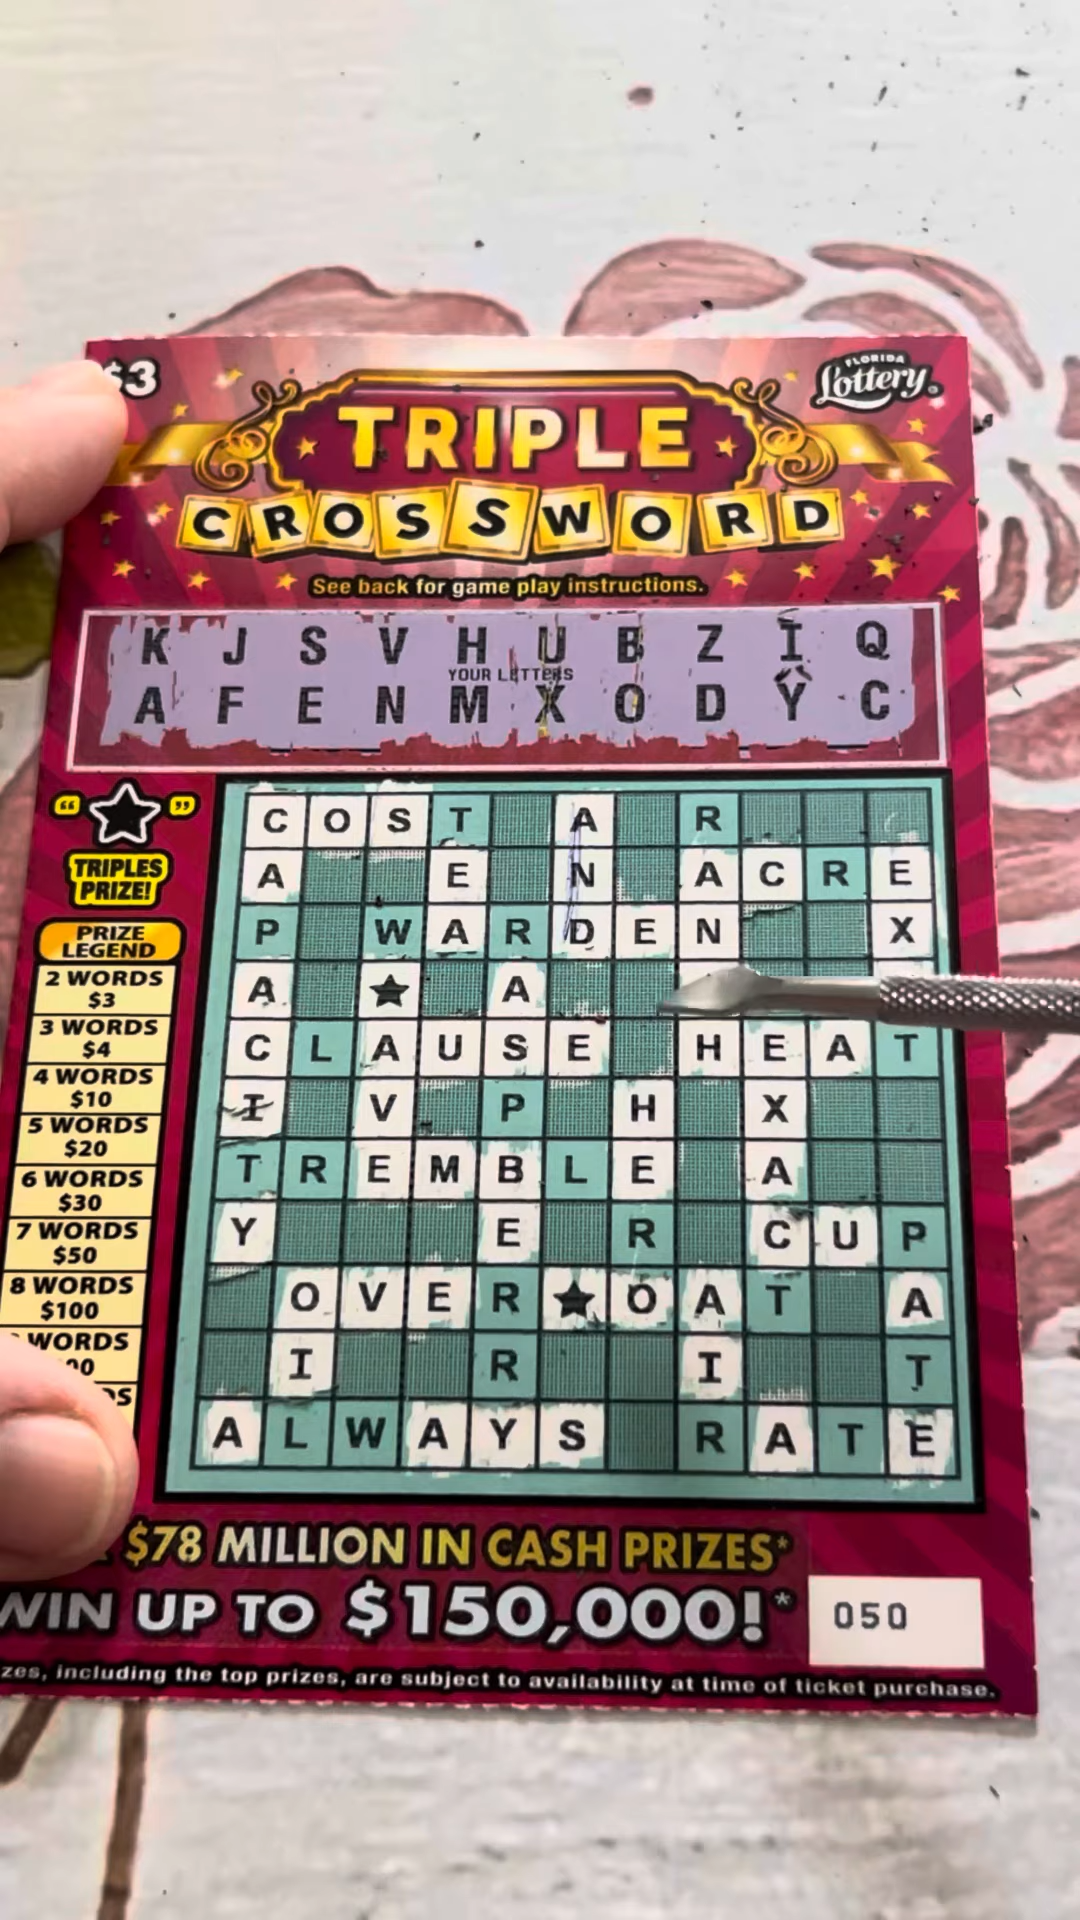 $3
FLORIDA
Lottery
TRIPLE
CROSSWORD
See back for game play instructions.
K J S V H U B Z I Q
YOUR LETTERS
A F E N M X O D Y C
“ ”
TRIPLES
PRIZE!
PRIZE
LEGEND
2 WORDS
$3
3 WORDS
$4
4 WORDS
$10
5 WORDS
$20
6 WORDS
$30
7 WORDS
$50
8 WORDS
$100
WORDS
C O S T A R
A E N A C R E
P W A R D E N X
A A
C L A U S E H E A T
I V P H X
T R E M B L E A
Y E R C U P
O V E R O A T A
I R I T
A L W A Y S R A T E
$78 MILLION IN CASH PRIZES*
WIN UP TO $150,000!*
050
zes, including the top prizes, are subject to availability at time of ticket purchase.